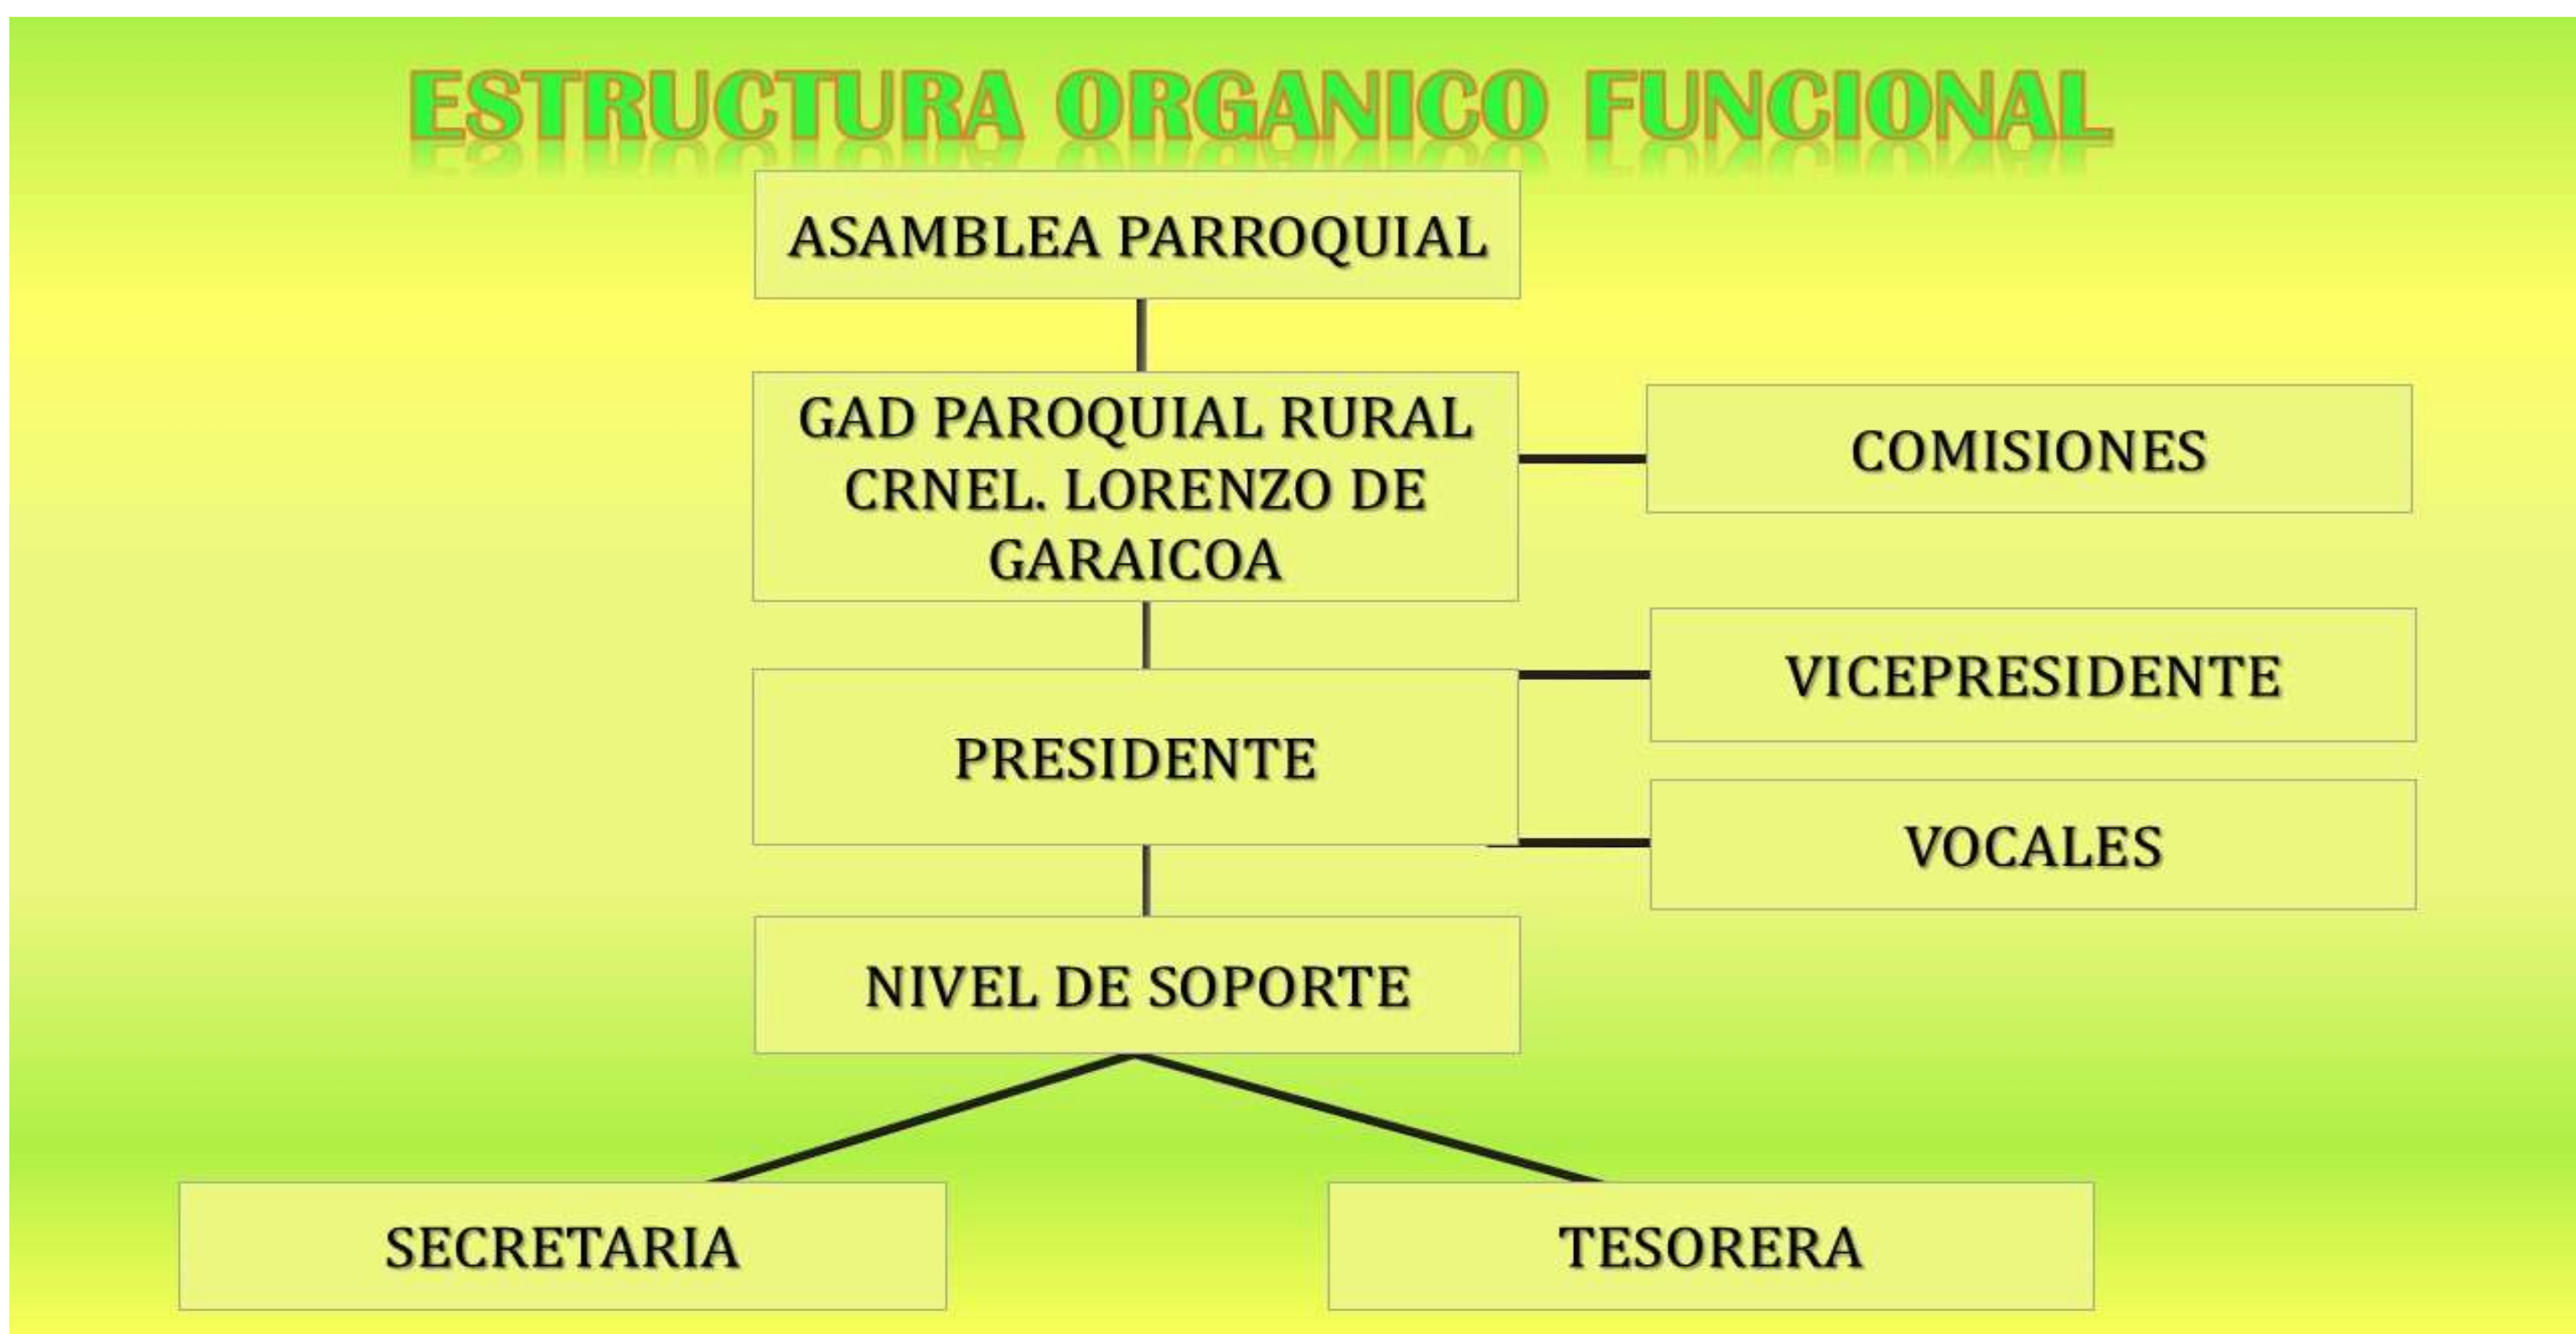 ESTRUCTURA ORGANICO FUNCIONAL
ASAMBLEA PARROQUIAL
GAD PAROQUIAL RURAL
CRNEL. LORENZO DE
GARAICOA
COMISIONES
VICEPRESIDENTE
PRESIDENTE
VOCALES
NIVEL DE SOPORTE
SECRETARIA
TESORERA